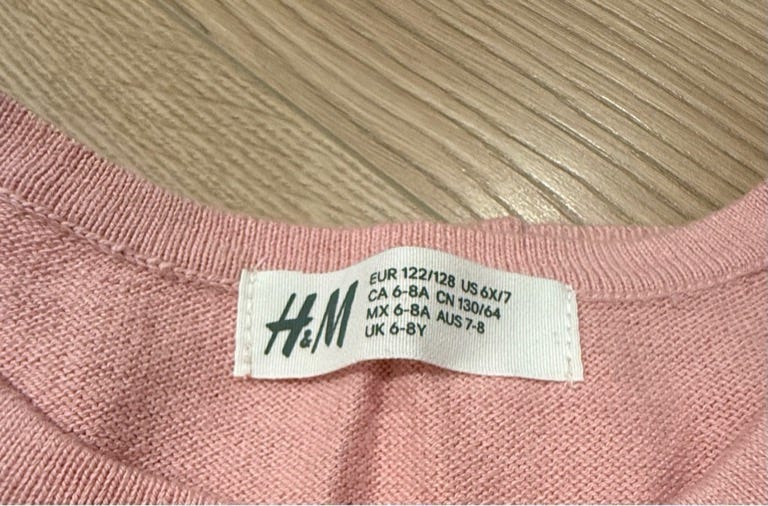 H&M
EUR 122/128 US 6X/7
CA 6-8A CN 130/64
MX 6-8A AUS 7-8
UK 6-8Y